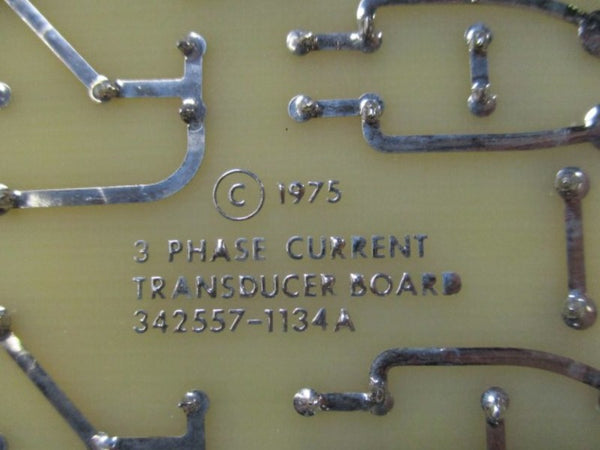 © 1975
3 PHASE CURRENT
TRANSDUCER BOARD
342557-1134A